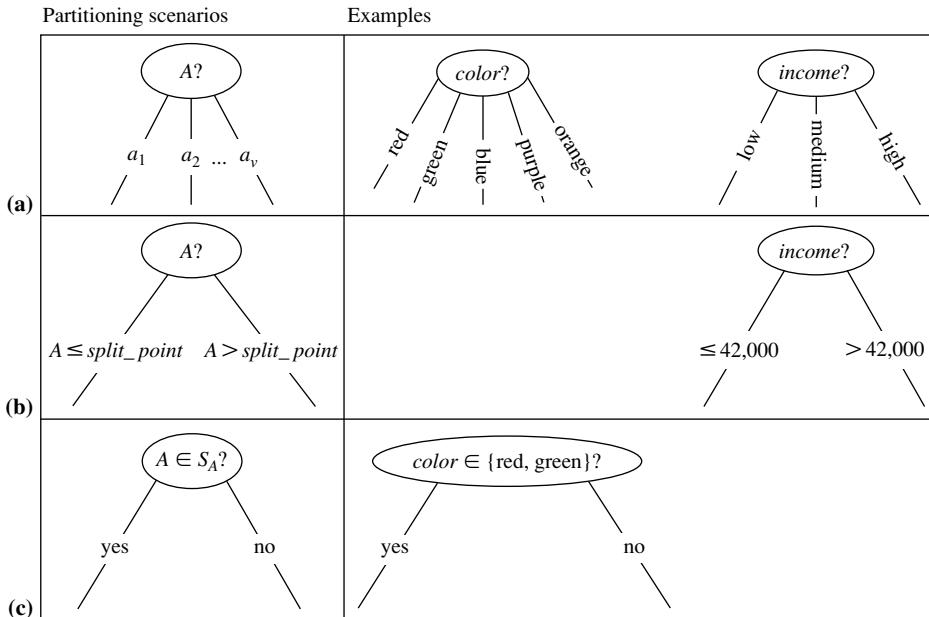 Partitioning scenarios Examples
A? color? income?
a1 a2 ... av red green blue purple orange low medium high
(a)
A? income?
A ≤ split_point A > split_point ≤ 42,000 > 42,000
(b)
A ∈ SA? color ∈ {red, green}?
yes no yes no
(c)